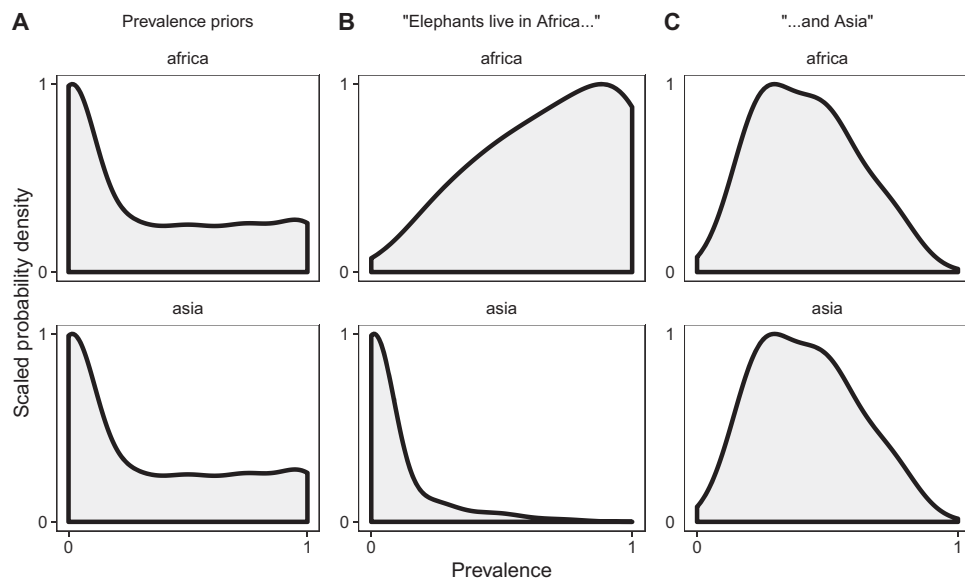 A Prevalence priors
B "Elephants live in Africa..."
C "...and Asia"
africa
africa
africa
1
0
1
0
1
0
Scaled probability density
asia
asia
asia
1
0
1
0
1
0
0 1
0 1
0 1
Prevalence